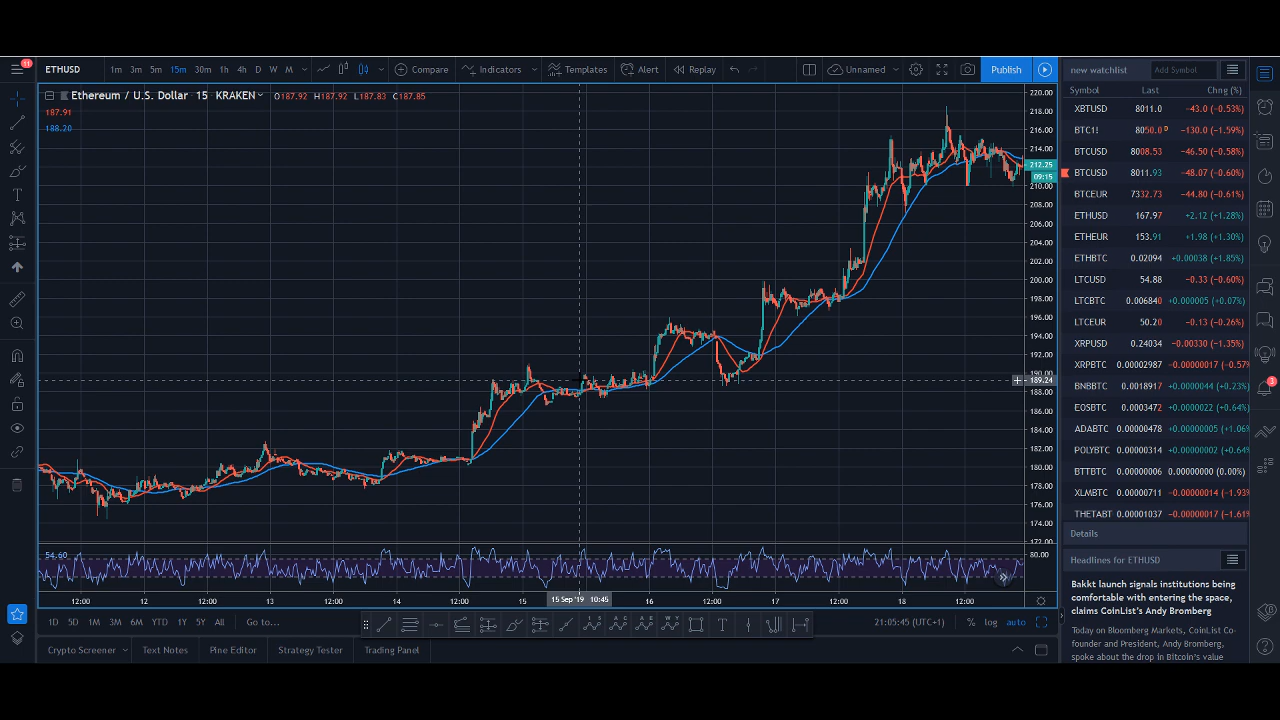 11
ETHUSD 1m 3m 5m 15m 30m 1h 4h D W M Compare Indicators Templates Alert Replay Unnamed Publish
Ethereum / U.S. Dollar 15 KRAKEN O187.92 H187.92 L187.83 C187.85
187.91
188.20
220.00
218.00
216.00
214.00
212.25
09:15
210.00
208.00
206.00
204.00
202.00
200.00
198.00
196.00
194.00
192.00
190.00
189.24
188.00
186.00
184.00
182.00
180.00
178.00
176.00
174.00
172.00
54.60
80.00
12:00 12 12:00 13 12:00 14 12:00 15 15 Sep '19 10:45 16 12:00 17 12:00 18 12:00
1D 5D 1M 3M 6M YTD 1Y 5Y All Go to... 21:05:45 (UTC+1) % log auto
Crypto Screener Text Notes Pine Editor Strategy Tester Trading Panel
new watchlist Add Symbol
Symbol Last Chng (%)
XBTUSD 8011.0 -43.0 (-0.53%)
BTC1! 8050.0 D -130.0 (-1.59%)
BTCUSD 8008.53 -46.50 (-0.58%)
BTCUSD 8011.93 -48.07 (-0.60%)
BTCEUR 7332.73 -44.80 (-0.61%)
ETHUSD 167.97 +2.12 (+1.28%)
ETHEUR 153.91 +1.98 (+1.30%)
ETHBTC 0.02094 +0.00038 (+1.85%)
LTCUSD 54.88 -0.33 (-0.60%)
LTCBTC 0.006840 +0.000005 (+0.07%)
LTCEUR 50.20 -0.13 (-0.26%)
XRPUSD 0.24034 -0.00330 (-1.35%)
XRPBTC 0.00002987 -0.00000017 (-0.57%
BNBBTC 0.0018917 +0.0000044 (+0.23%)
EOSBTC 0.0003472 +0.0000022 (+0.64%)
ADABTC 0.00000478 +0.00000005 (+1.06%
POLYBTC 0.00000314 +0.00000002 (+0.64%
BTTBTC 0.00000006 0.00000000 (0.00%)
XLMBTC 0.00000711 -0.00000014 (-1.93%
THETABT 0.00001037 -0.00000017 (-1.61%
Details
Headlines for ETHUSD
Bakkt launch signals institutions being
comfortable with entering the space,
claims CoinList's Andy Bromberg
Today on Bloomberg Markets, CoinList Co-
founder and President, Andy Bromberg,
spoke about the drop in Bitcoin's value
3